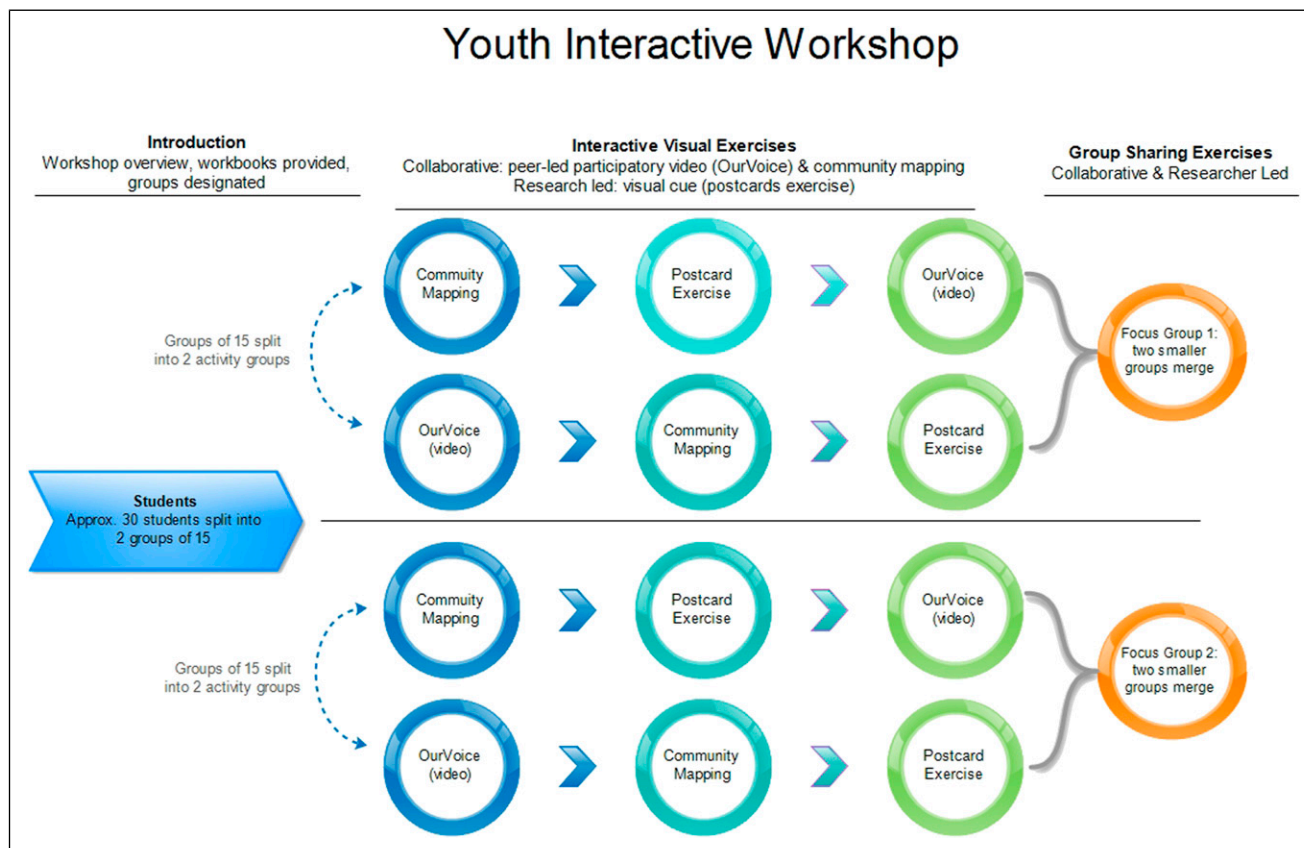 Youth Interactive Workshop
Introduction
Workshop overview, workbooks provided,
groups designated
Interactive Visual Exercises
Collaborative: peer-led participatory video (OurVoice) & community mapping
Research led: visual cue (postcards exercise)
Group Sharing Exercises
Collaborative & Researcher Led
Groups of 15 split
into 2 activity groups
Commuity
Mapping
Postcard
Exercise
OurVoice
(video)
OurVoice
(video)
Community
Mapping
Postcard
Exercise
Focus Group 1:
two smaller
groups merge
Students
Approx. 30 students split into
2 groups of 15
Groups of 15 split
into 2 activity groups
Commuity
Mapping
Postcard
Exercise
OurVoice
(video)
OurVoice
(video)
Community
Mapping
Postcard
Exercise
Focus Group 2:
two smaller
groups merge